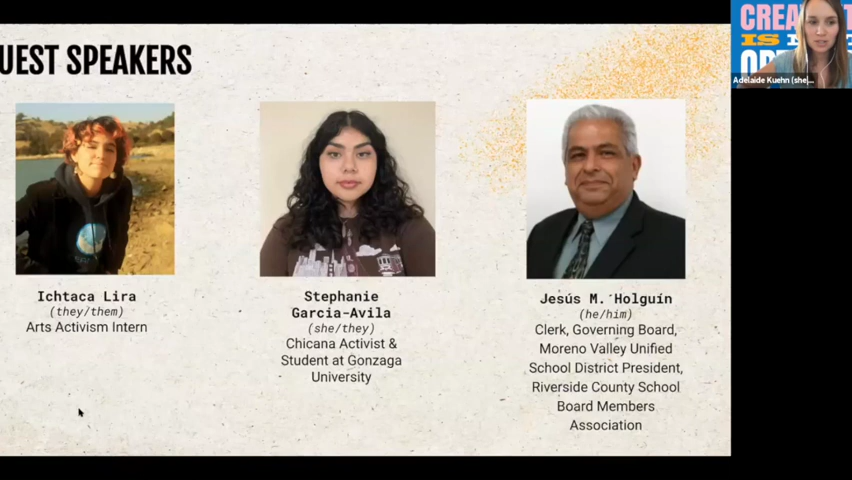 UEST SPEAKERS
Ichtaca Lira
(they/them)
Arts Activism Intern
Stephanie
Garcia-Avila
(she/they)
Chicana Activist &
Student at Gonzaga
University
Jesús M. Holguín
(he/him)
Clerk, Governing Board,
Moreno Valley Unified
School District President,
Riverside County School
Board Members
Association
CREA
IS
Adelaide Kuehn (she|...